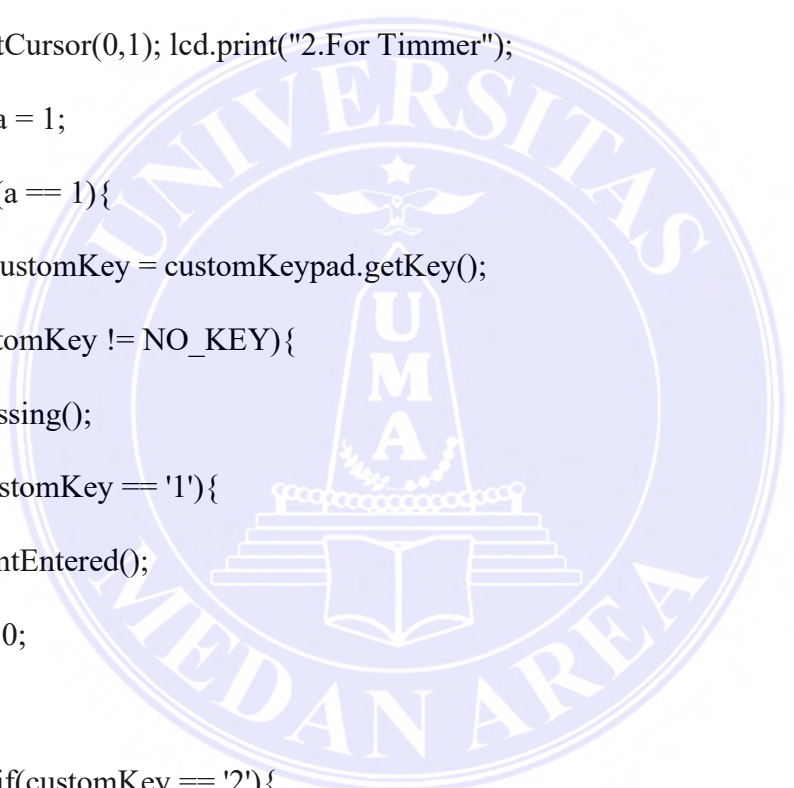 tCursor(0,1); lcd.print("2.For Timmer");
a = 1;
(a == 1){
ustomKey = customKeypad.getKey();
tomKey != NO_KEY){
ssing();
stomKey == '1'){
ntEntered();
0;
if(customKey == '2'){
UNIVERSITAS
UMA
MEDAN AREA